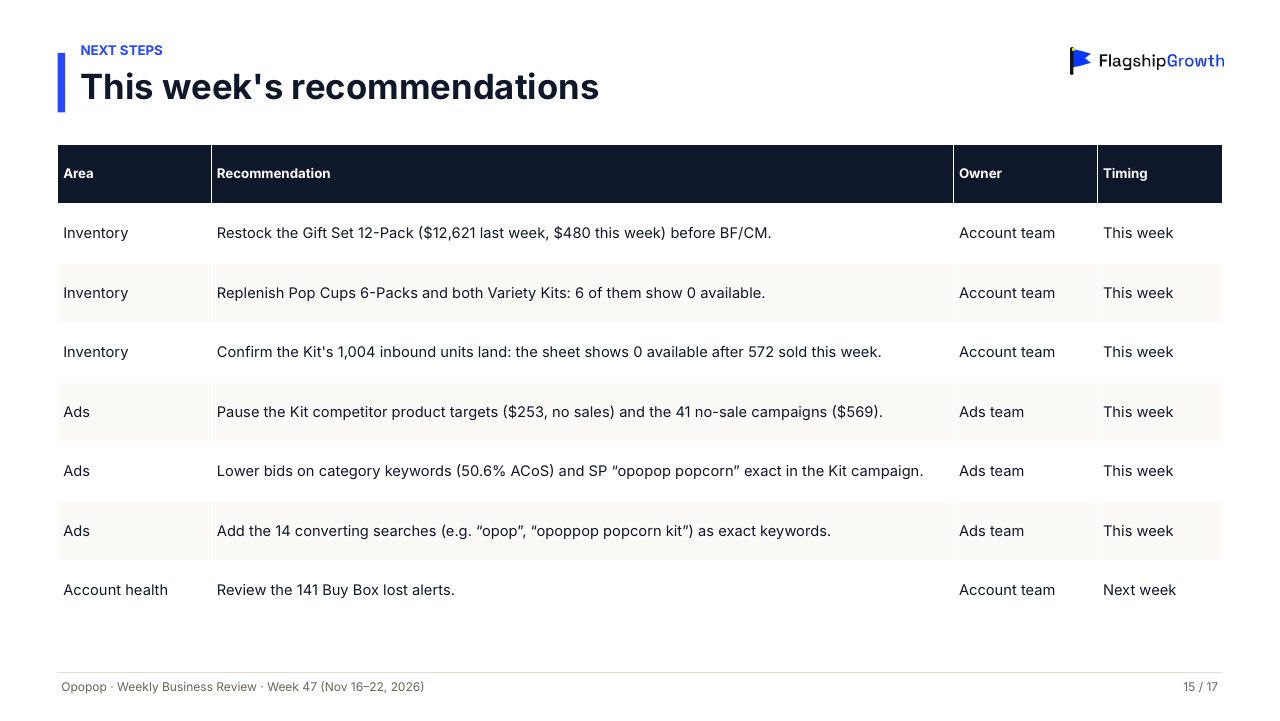 NEXT STEPS
This week's recommendations
FlagshipGrowth
Area Recommendation Owner Timing
Inventory Restock the Gift Set 12-Pack ($12,621 last week, $480 this week) before BF/CM. Account team This week
Inventory Replenish Pop Cups 6-Packs and both Variety Kits: 6 of them show 0 available. Account team This week
Inventory Confirm the Kit's 1,004 inbound units land: the sheet shows 0 available after 572 sold this week. Account team This week
Ads Pause the Kit competitor product targets ($253, no sales) and the 41 no-sale campaigns ($569). Ads team This week
Ads Lower bids on category keywords (50.6% ACoS) and SP “opopop popcorn” exact in the Kit campaign. Ads team This week
Ads Add the 14 converting searches (e.g. “opop”, “opoppop popcorn kit”) as exact keywords. Ads team This week
Account health Review the 141 Buy Box lost alerts. Account team Next week
Opopop · Weekly Business Review · Week 47 (Nov 16–22, 2026) 15 / 17